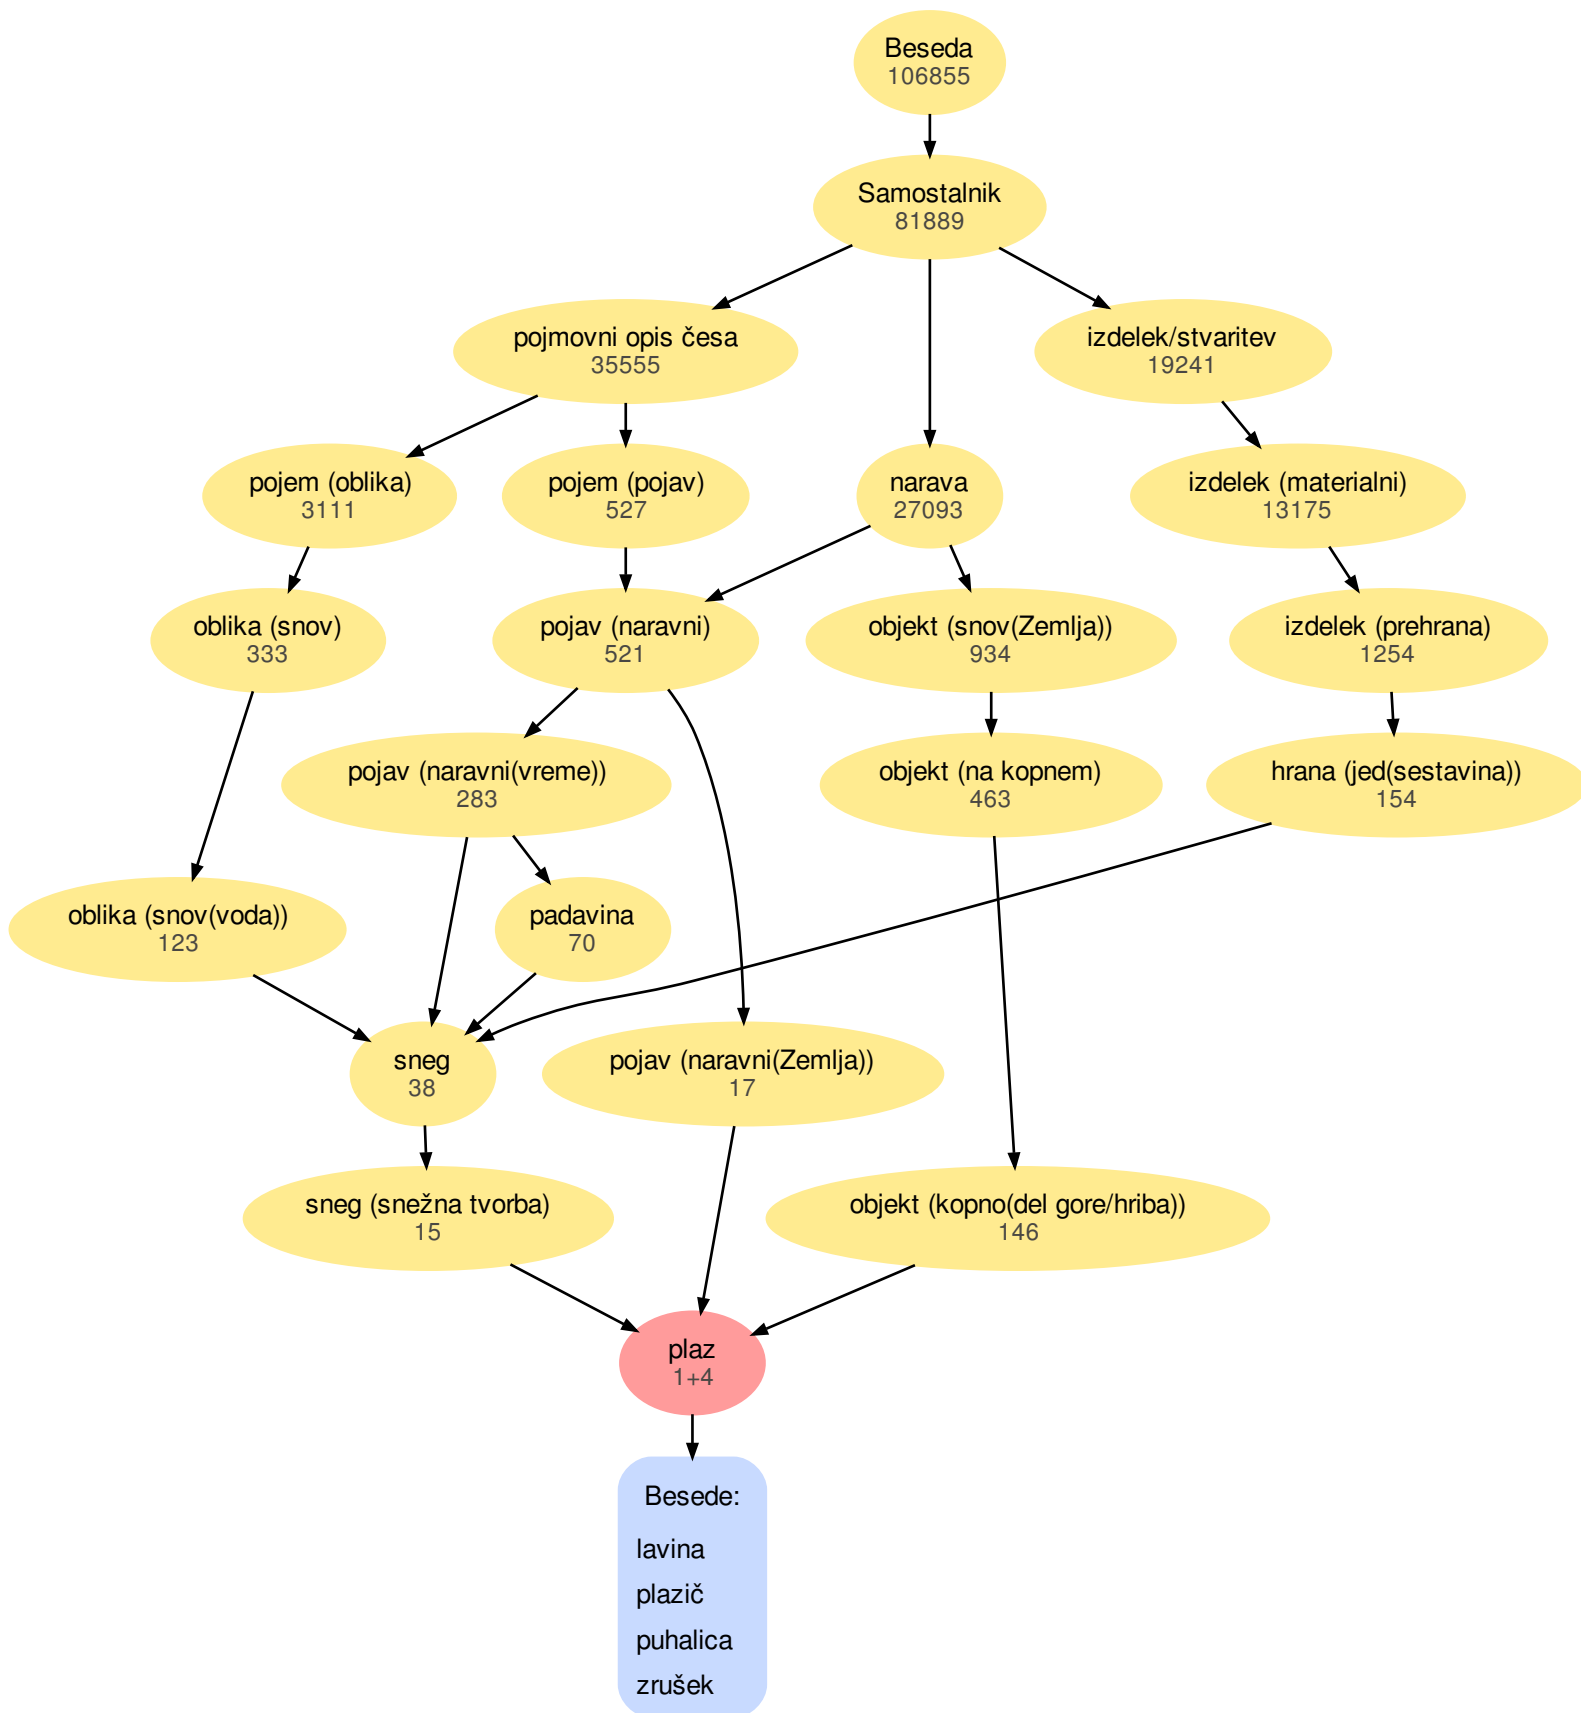 Beseda
106855
Samostalnik
81889
pojmovni opis česa
35555
izdelek/stvaritev
19241
pojem (oblika)
3111
pojem (pojav)
527
narava
27093
izdelek (materialni)
13175
oblika (snov)
333
pojav (naravni)
521
objekt (snov(Zemlja))
934
izdelek (prehrana)
1254
pojav (naravni(vreme))
283
objekt (na kopnem)
463
hrana (jed(sestavina))
154
oblika (snov(voda))
123
padavina
70
sneg
38
pojav (naravni(Zemlja))
17
sneg (snežna tvorba)
15
objekt (kopno(del gore/hriba))
146
plaz
1+4
Besede:
lavina
plazič
puhalica
zrušek